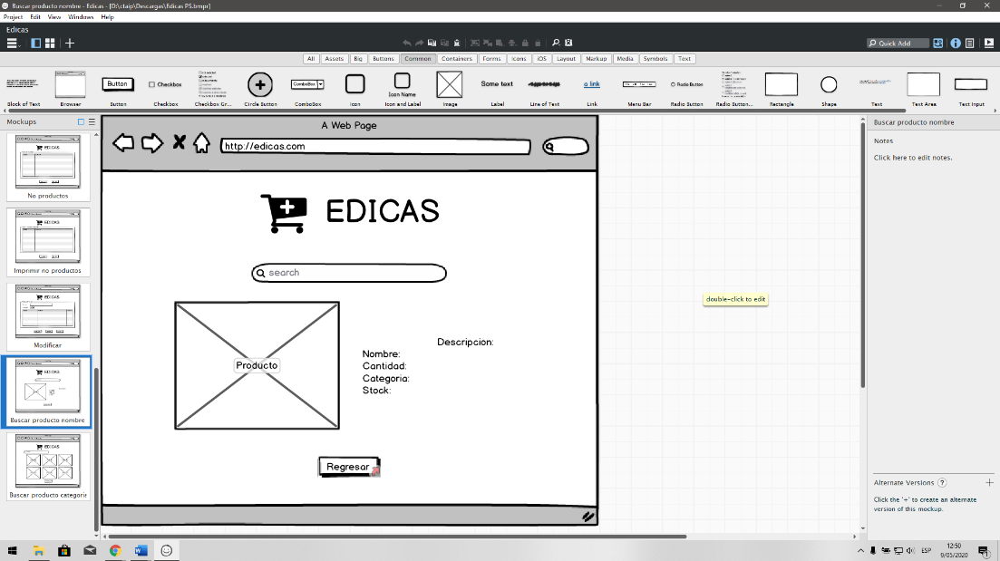 Buscar producto nombre - Edicas - [D:\ctaip\Descargas\Edicas PS.bmpr]
Project Edit View Windows Help
Edicas
Quick Add
All Assets Big Buttons Common Containers Forms Icons iOS Layout Markup Media Symbols Text
Button Checkbox ComboBox Icon Name Some text a link Radio Button
Block of Text Browser Button Checkbox Checkbox Gr... Circle Button ComboBox Icon Icon and Label Image Label Line of Text Link Menu Bar Radio Button Radio Button... Rectangle Shape Text Text Area Text Input
Mockups
EDICAS
No productos
EDICAS
Imprimir no productos
EDICAS
Modificar
EDICAS
Buscar producto nombre
EDICAS
Buscar producto categoria
A Web Page
http://edicas.com
EDICAS
search
Producto
Descripcion:
Nombre:
Cantidad:
Categoria:
Stock:
Regresar
double-click to edit
Buscar producto nombre
Notes
Click here to edit notes.
Alternate Versions ?
Click the '+' to create an alternate
version of this mockup.
ESP
12:50
9/05/2020